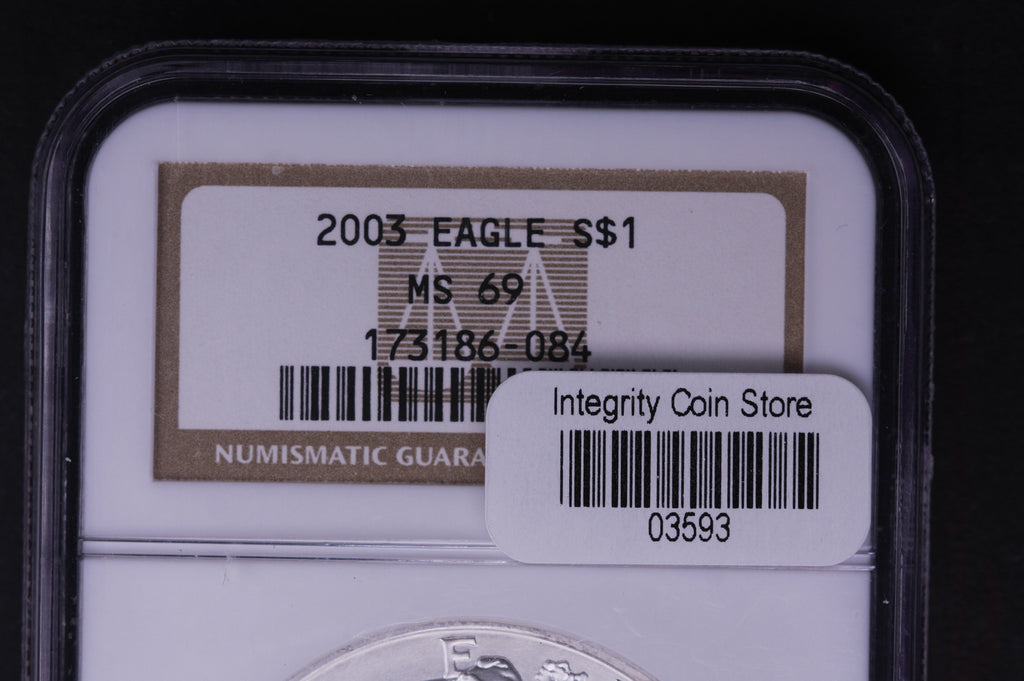 2003 EAGLE S$1
MS 69
173186-084
NUMISMATIC GUARA
Integrity Coin Store
03593
E